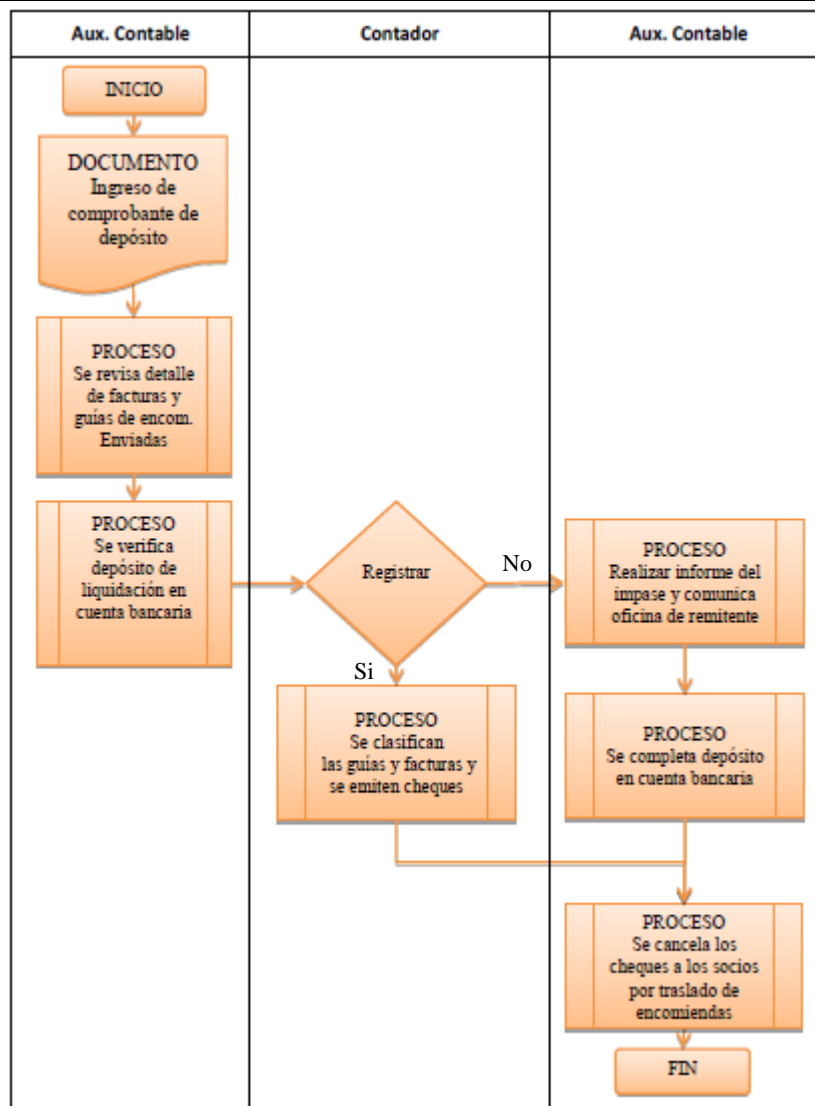 Aux. Contable
Contador
Aux. Contable
INICIO
DOCUMENTO
Ingreso de
comprobante de
depósito
PROCESO
Se revisa detalle
de facturas y
guías de encom.
Enviadas
PROCESO
Se verifica
depósito de
liquidación en
cuenta bancaria
Registrar
No
Si
PROCESO
Se clasifican
las guías y facturas y
se emiten cheques
PROCESO
Realizar informe del
impase y comunica
oficina de remitente
PROCESO
Se completa depósito
en cuenta bancaria
PROCESO
Se cancela los
cheques a los socios
por traslado de
encomiendas
FIN